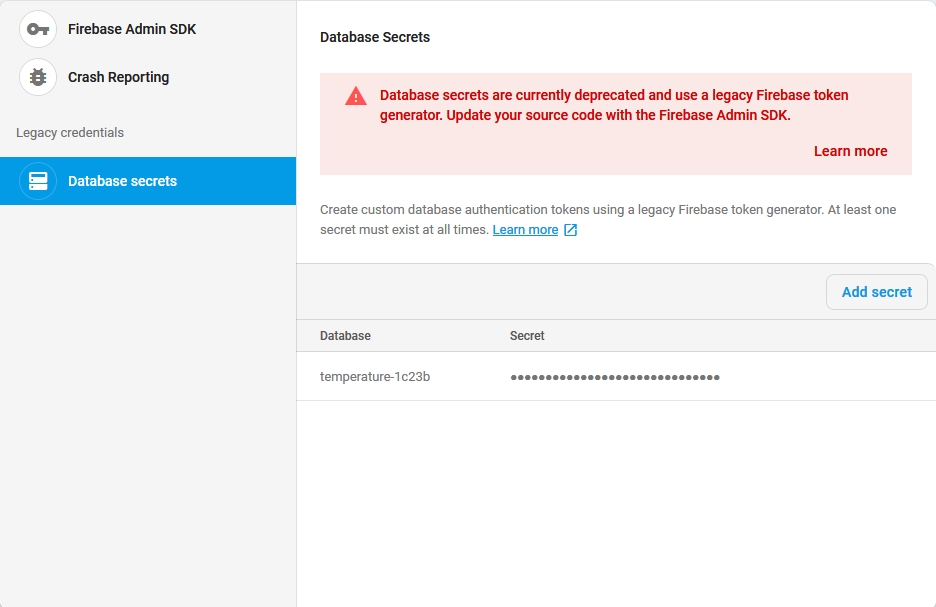 Firebase Admin SDK
Crash Reporting
Legacy credentials
Database secrets
Database Secrets
Database secrets are currently deprecated and use a legacy Firebase token
generator. Update your source code with the Firebase Admin SDK.
Learn more
Create custom database authentication tokens using a legacy Firebase token generator. At least one
secret must exist at all times. Learn more
Add secret
Database Secret
temperature-1c23b ••••••••••••••••••••••••••••••